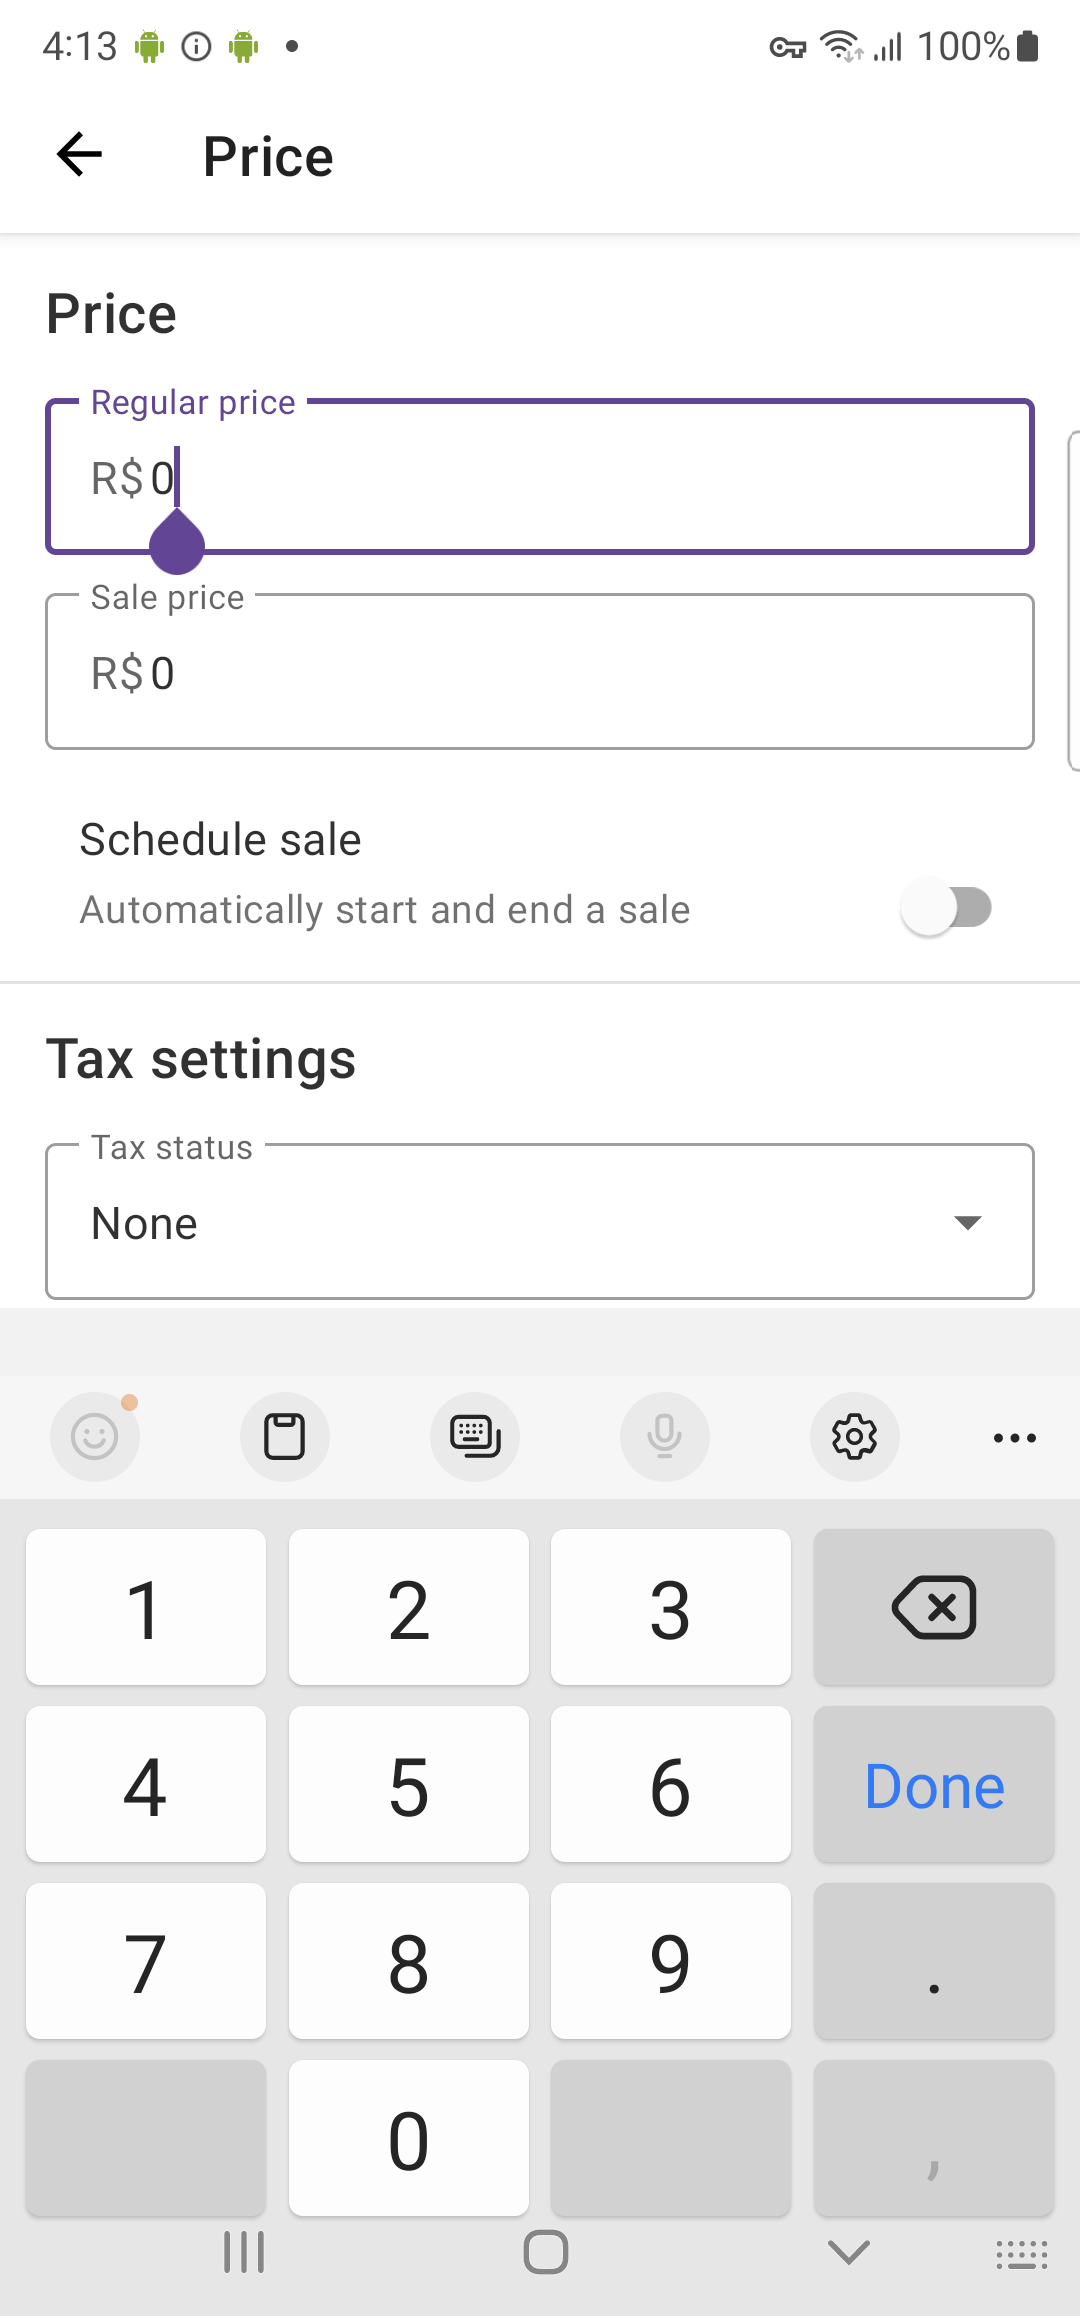 4:13
100%
Price
Price
Regular price
R$ 0
Sale price
R$ 0
Schedule sale
Automatically start and end a sale
Tax settings
Tax status
None
1 2 3
4 5 6 Done
7 8 9 .
0 ,